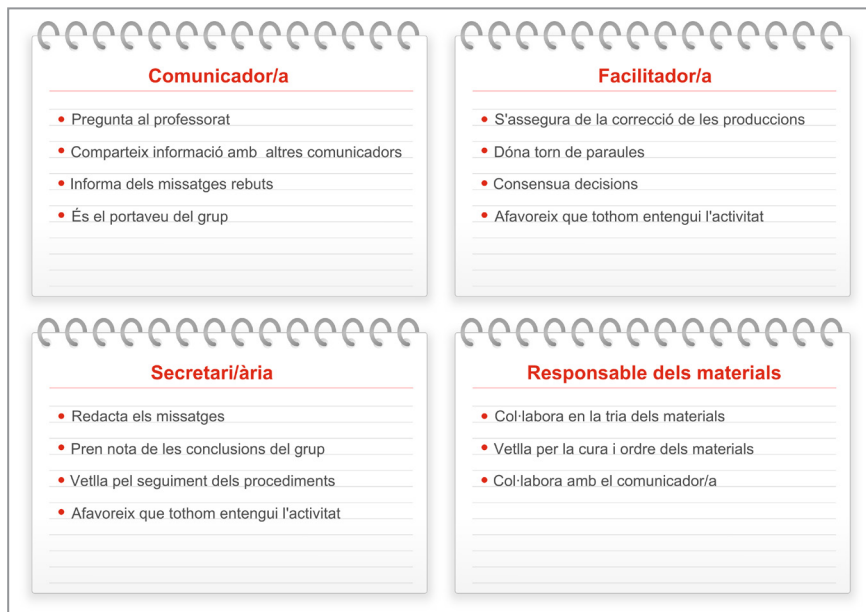 Comunicador/a
Pregunta al professorat
Comparteix informació amb altres comunicadors
Informa dels missatges rebuts
És el portaveu del grup
Facilitador/a
S'assegura de la correcció de les produccions
Dóna torn de paraules
Consensua decisions
Afavoreix que tothom entengui l'activitat
Secretari/ària
Redacta els missatges
Pren nota de les conclusions del grup
Vetlla pel seguiment dels procediments
Afavoreix que tothom entengui l'activitat
Responsable dels materials
Col·labora en la tria dels materials
Vetlla per la cura i ordre dels materials
Col·labora amb el comunicador/a